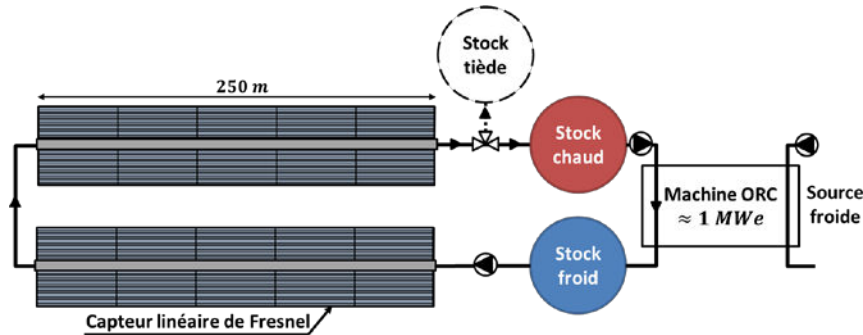 Stock
tiède
250 m
Stock
chaud
Machine ORC
≈ 1 MWe
Source
froide
Stock
froid
Capteur linéaire de Fresnel